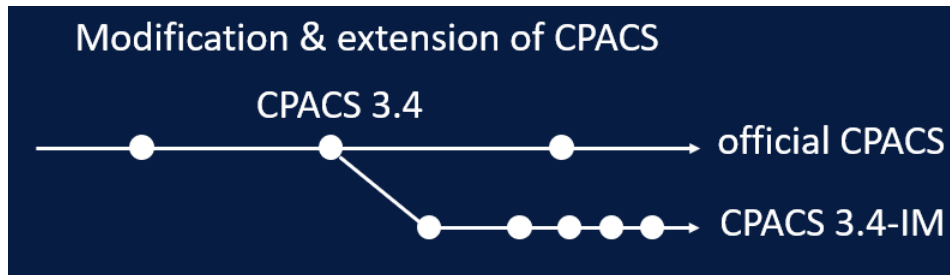 Modification & extension of CPACS
CPACS 3.4
official CPACS
CPACS 3.4-IM